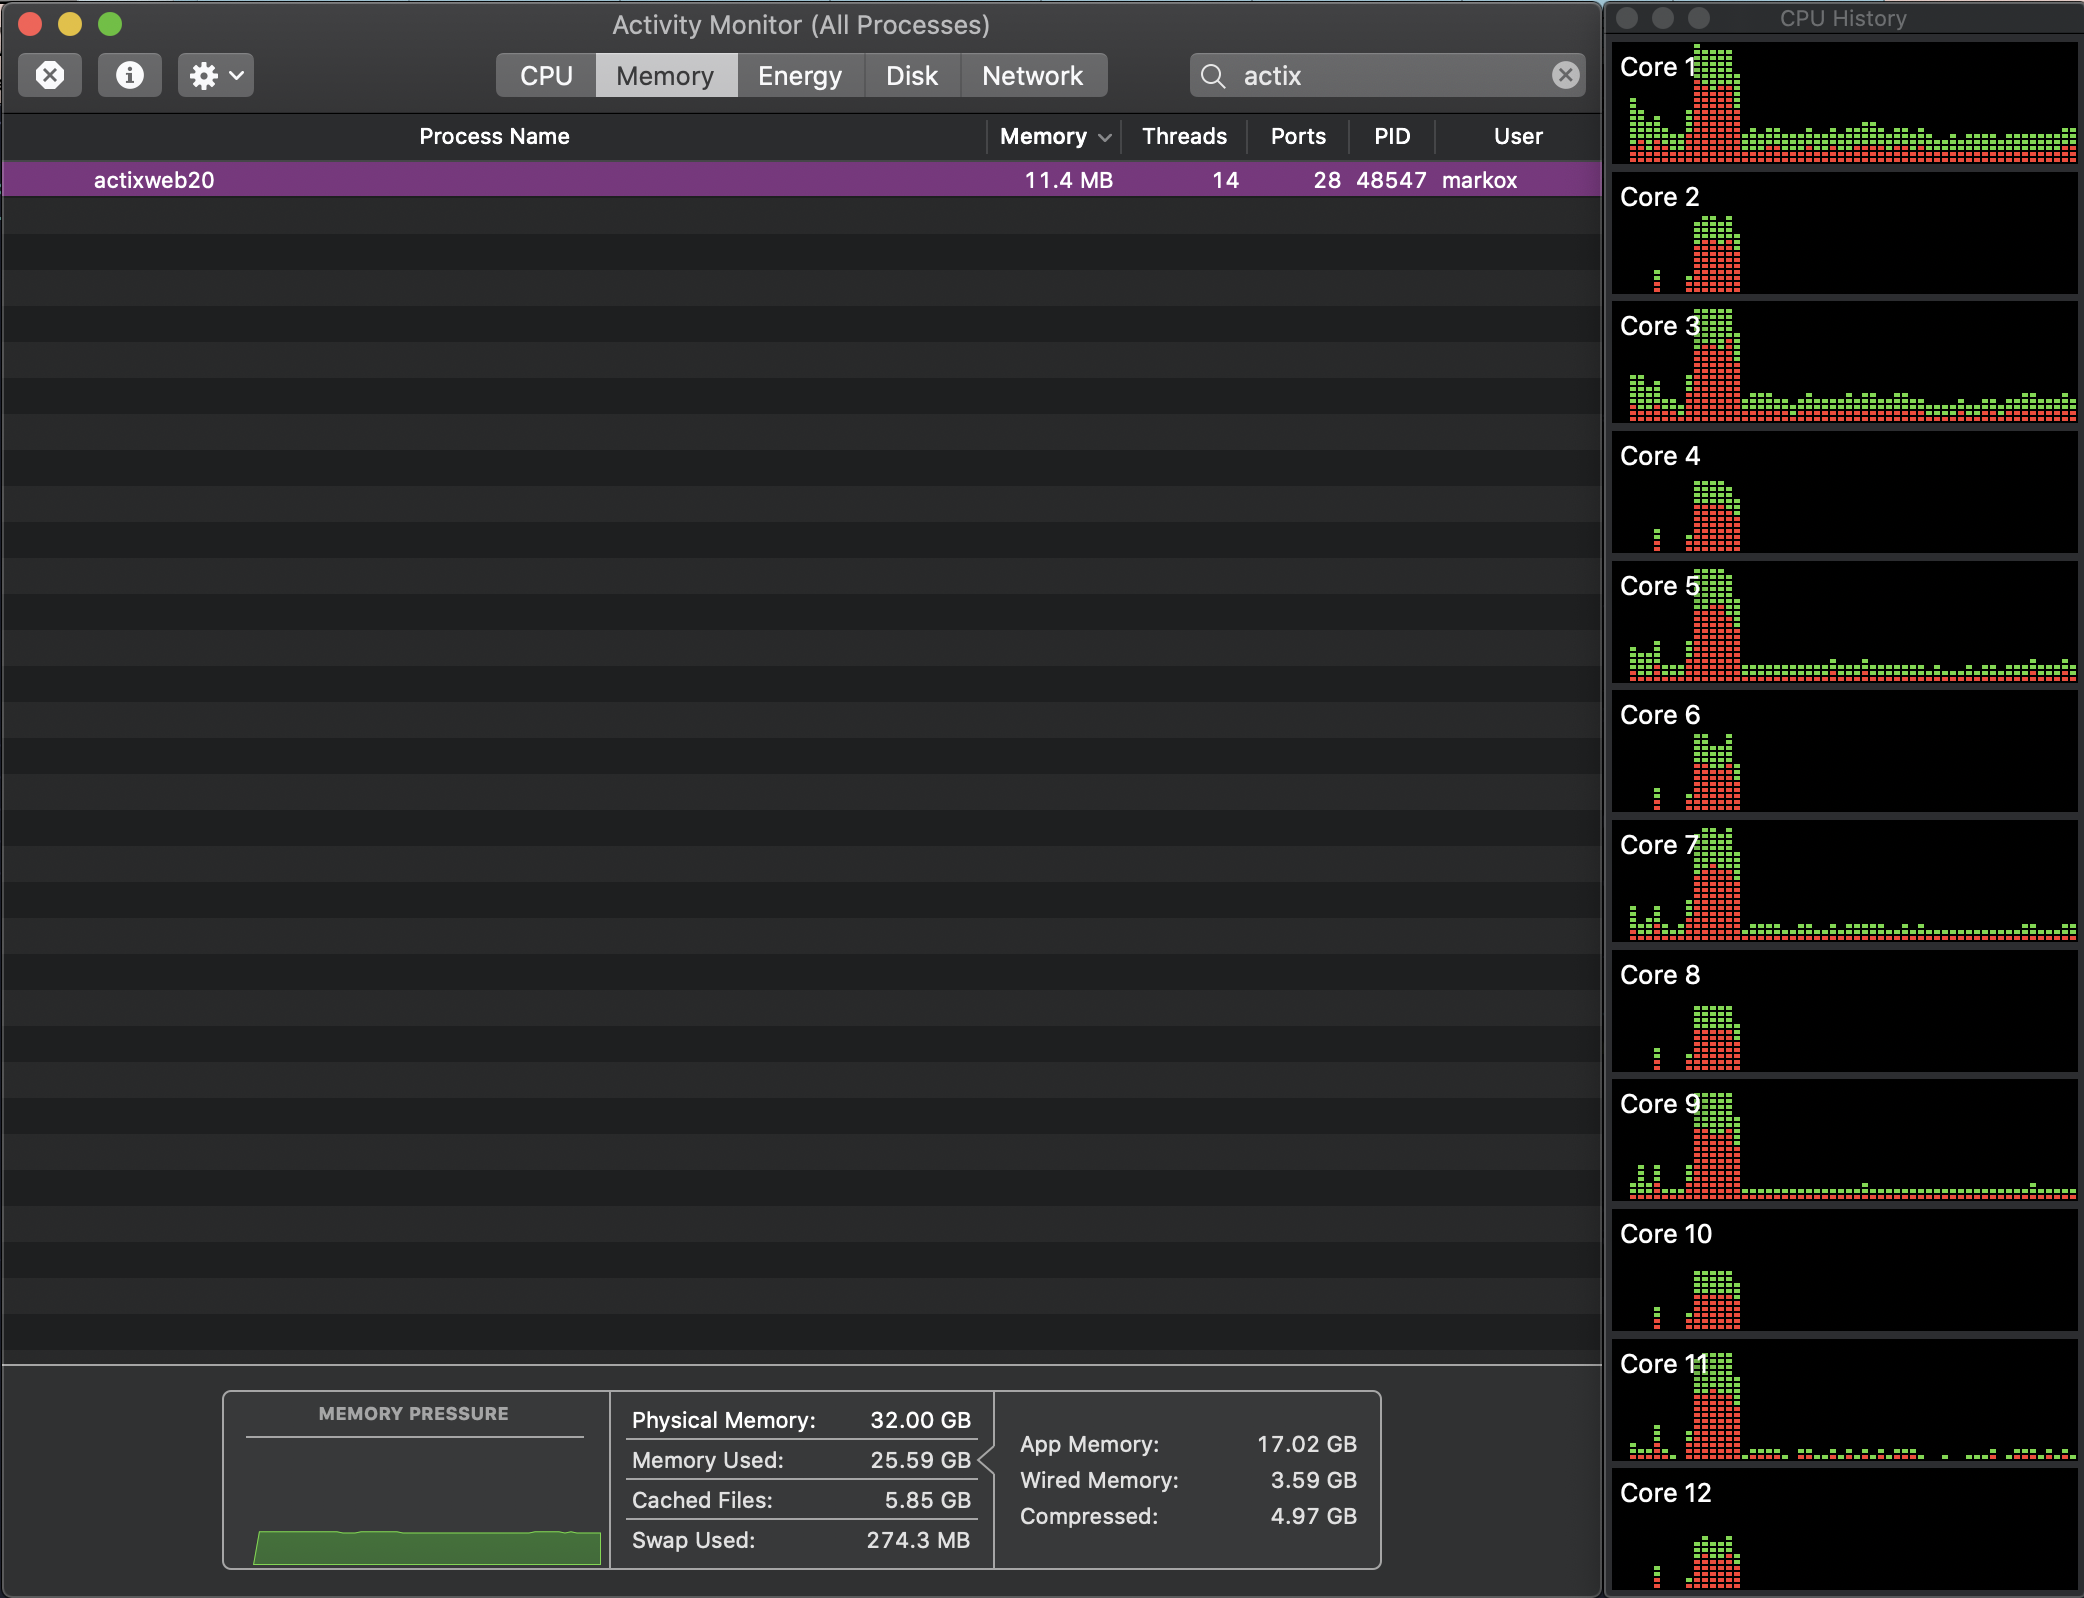 Activity Monitor (All Processes)
CPU Memory Energy Disk Network
actix
Process Name Memory Threads Ports PID User
actixweb20 11.4 MB 14 28 48547 markox
MEMORY PRESSURE
Physical Memory: 32.00 GB
Memory Used: 25.59 GB
Cached Files: 5.85 GB
Swap Used: 274.3 MB
App Memory: 17.02 GB
Wired Memory: 3.59 GB
Compressed: 4.97 GB
CPU History
Core 1
Core 2
Core 3
Core 4
Core 5
Core 6
Core 7
Core 8
Core 9
Core 10
Core 11
Core 12